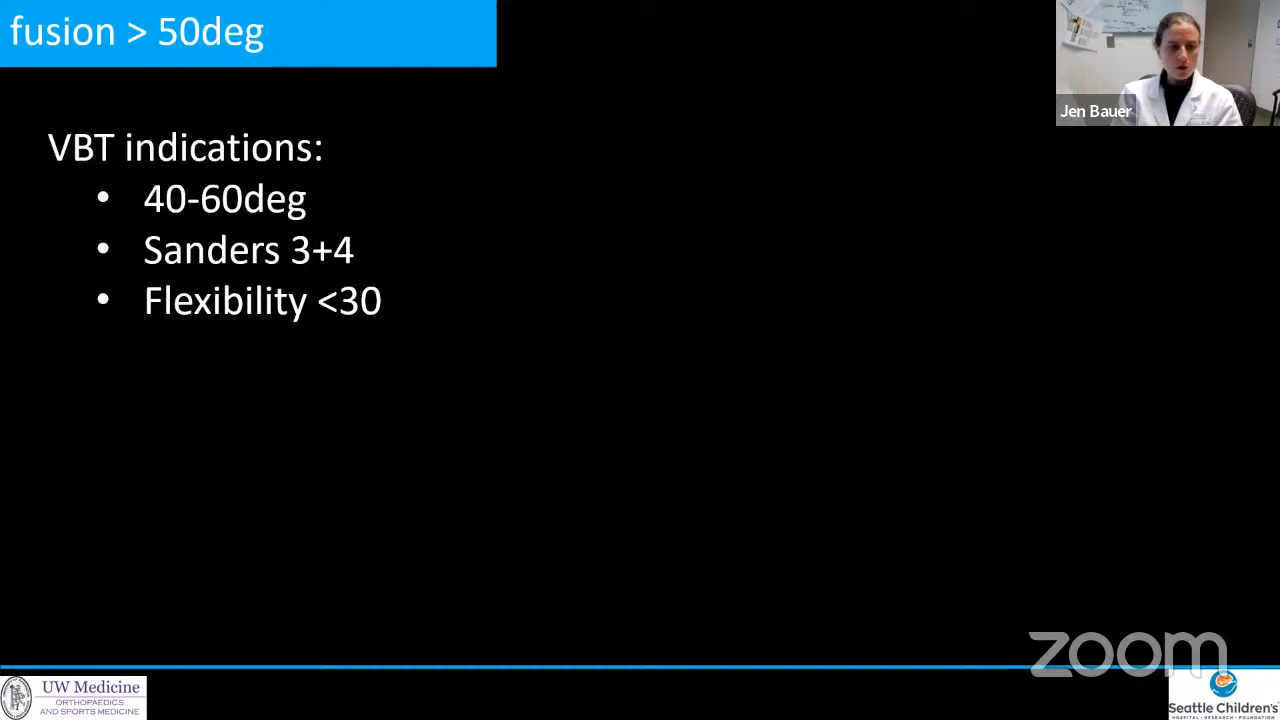 fusion > 50deg
Jen Bauer
VBT indications:
• 40-60deg
• Sanders 3+4
• Flexibility <30
zoom
UW Medicine
ORTHOPAEDICS
AND SPORTS MEDICINE
Seattle Children's
HOSPITAL • RESEARCH • FOUNDATION